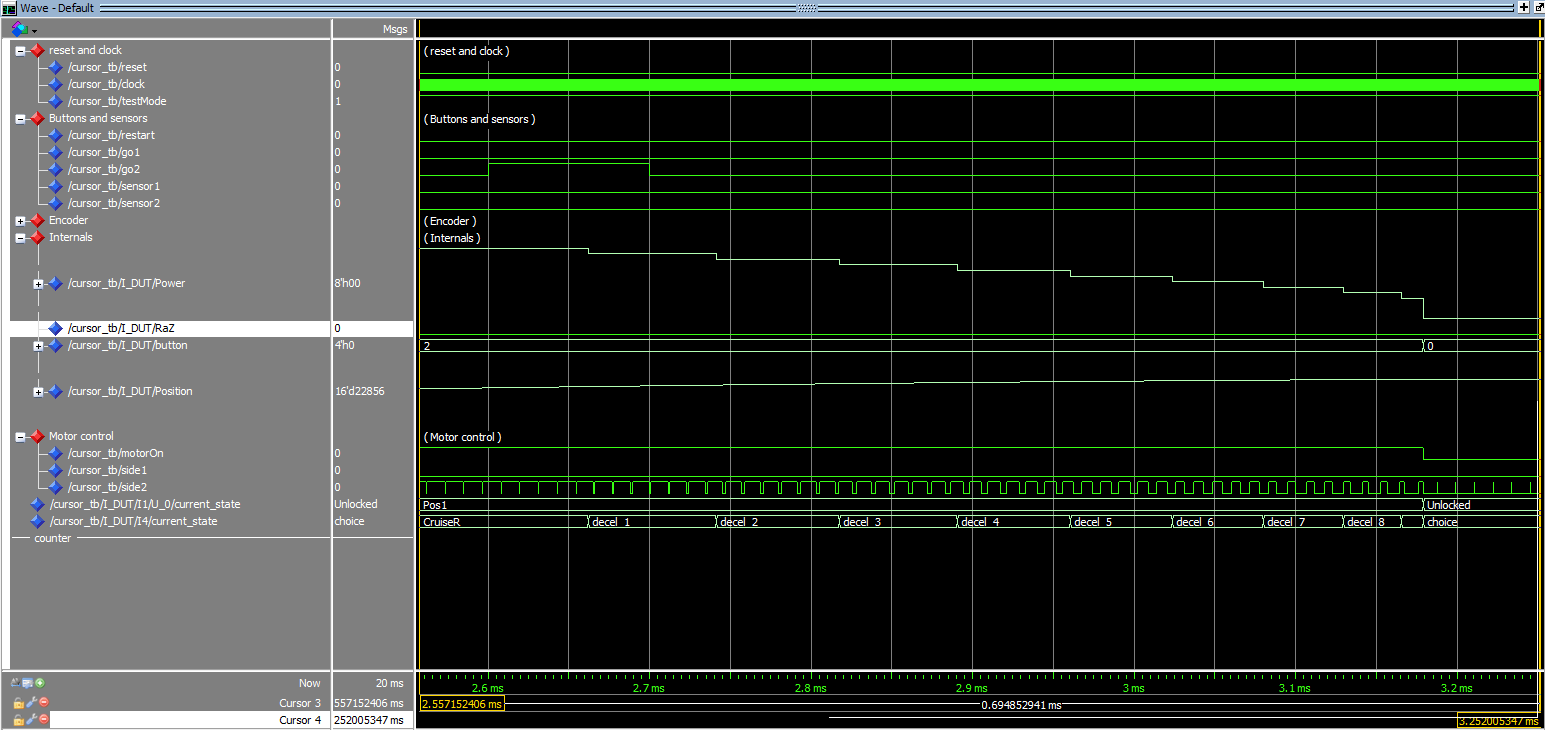 Wave - Default
Msgs
reset and clock
( reset and clock )
/cursor_tb/reset 0
/cursor_tb/clock 0
/cursor_tb/testMode 1
Buttons and sensors
( Buttons and sensors )
/cursor_tb/restart 0
/cursor_tb/go1 0
/cursor_tb/go2 0
/cursor_tb/sensor1 0
/cursor_tb/sensor2 0
Encoder
( Encoder )
Internals
( Internals )
/cursor_tb/I_DUT/Power 8'h00
/cursor_tb/I_DUT/RaZ 0
/cursor_tb/I_DUT/button 4'h0 2 0
/cursor_tb/I_DUT/Position 16'd22856
Motor control
( Motor control )
/cursor_tb/motorOn 0
/cursor_tb/side1 0
/cursor_tb/side2 0
/cursor_tb/I_DUT/I1/U_0/current_state Unlocked Pos1 Unlocked
/cursor_tb/I_DUT/I4/current_state choice CruiseR decel_1 decel_2 decel_3 decel_4 decel_5 decel_6 decel_7 decel_8 choice
counter
Now 20 ms 2.6 ms 2.7 ms 2.8 ms 2.9 ms 3 ms 3.1 ms 3.2 ms
Cursor 3 557152406 ms 2.557152406 ms 0.694852941 ms
Cursor 4 252005347 ms 3.252005347 ms